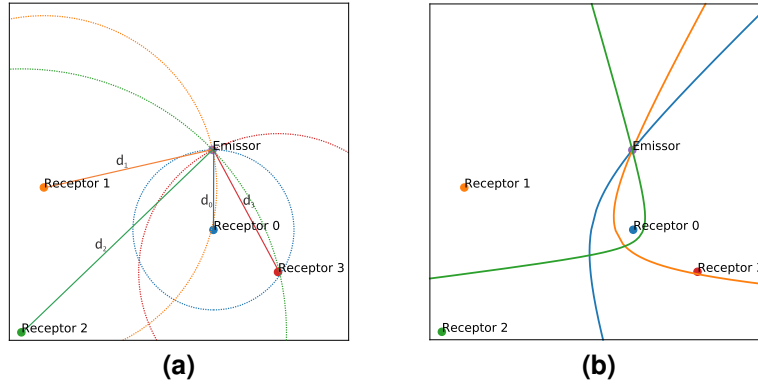 Emissor
d₁
Receptor 1
d₀
d₃
Receptor 0
d₂
Receptor 3
Receptor 2
(a)
Emissor
Receptor 1
Receptor 0
Receptor
Receptor 2
(b)